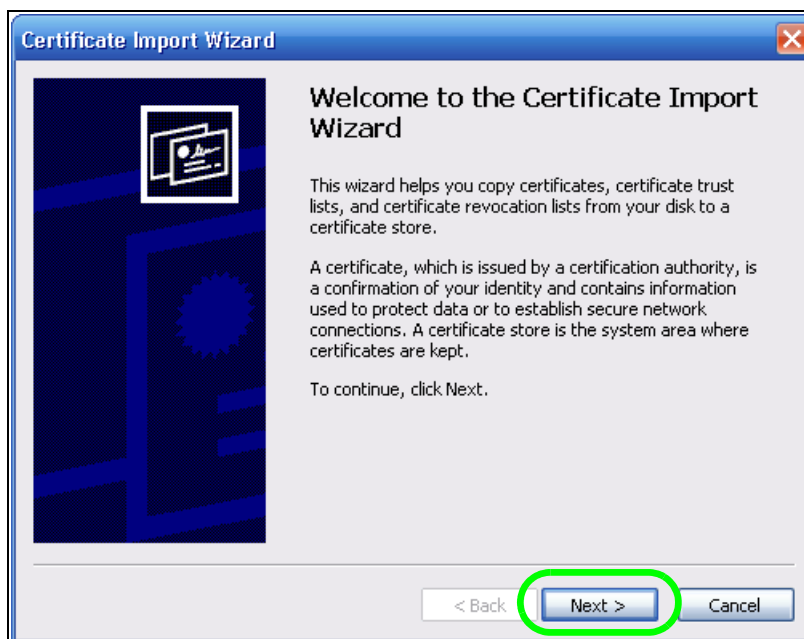 Certificate Import Wizard
Welcome to the Certificate Import
Wizard
This wizard helps you copy certificates, certificate trust
lists, and certificate revocation lists from your disk to a
certificate store.
A certificate, which is issued by a certification authority, is
a confirmation of your identity and contains information
used to protect data or to establish secure network
connections. A certificate store is the system area where
certificates are kept.
To continue, click Next.
< Back Next > Cancel